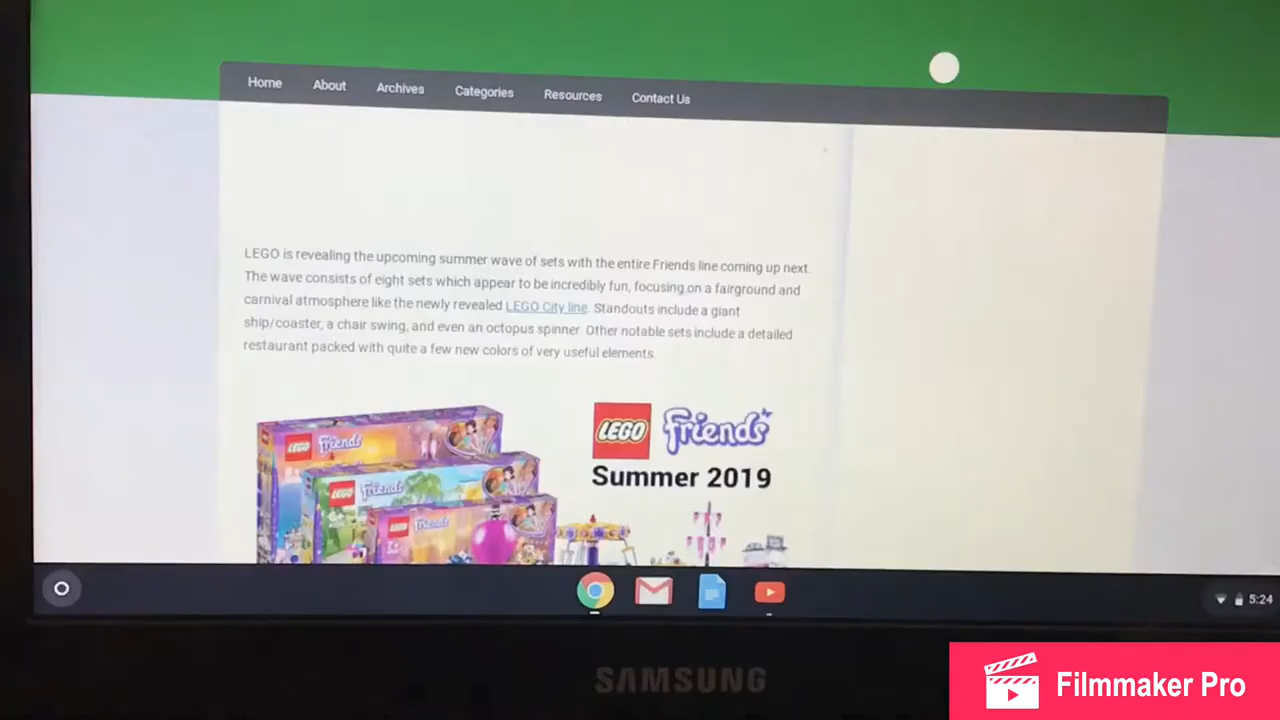 Home About Archives Categories Resources Contact Us
LEGO is revealing the upcoming summer wave of sets with the entire Friends line coming up next.
The wave consists of eight sets which appear to be incredibly fun, focusing on a fairground and
carnival atmosphere like the newly revealed LEGO City line. Standouts include a giant
ship/coaster, a chair swing, and even an octopus spinner. Other notable sets include a detailed
restaurant packed with quite a few new colors of very useful elements.
LEGO Friends
Summer 2019
LEGO Friends
LEGO Friends
LEGO Friends
5:24
SAMSUNG
Filmmaker Pro